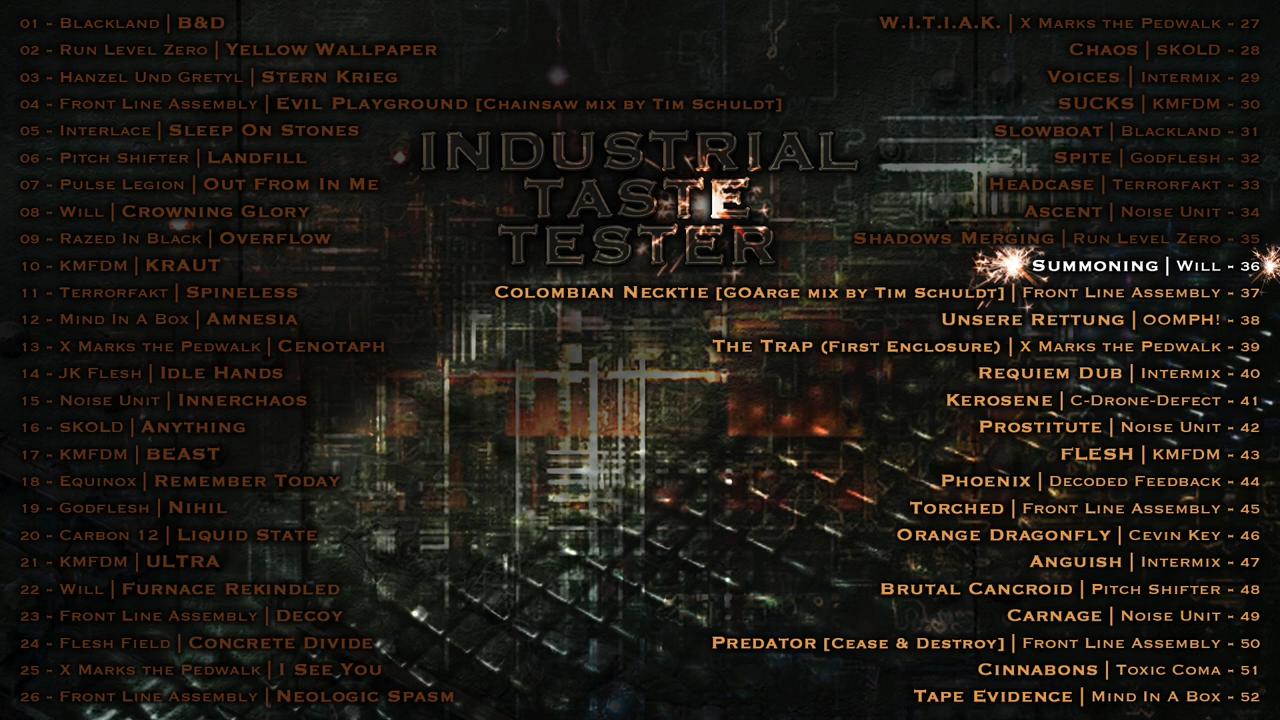 01 - Blackland | B&D
02 - Run Level Zero | Yellow Wallpaper
03 - Hanzel Und Gretyl | Stern Krieg
04 - Front Line Assembly | Evil Playground [Chainsaw mix by Tim Schuldt]
05 - Interlace | Sleep On Stones
06 - Pitch Shifter | Landfill
07 - Pulse Legion | Out From In Me
08 - Will | Crowning Glory
09 - Razed In Black | Overflow
10 - KMFDM | KRAUT
11 - Terrorfakt | Spineless
12 - Mind In A Box | Amnesia
13 - X Marks the Pedwalk | Cenotaph
14 - JK Flesh | Idle Hands
15 - Noise Unit | Innerchaos
16 - SKOLD | Anything
17 - KMFDM | BEAST
18 - Equinox | Remember Today
19 - Godflesh | Nihil
20 - Carbon 12 | Liquid State
21 - KMFDM | ULTRA
22 - Will | Furnace Rekindled
23 - Front Line Assembly | Decoy
24 - Flesh Field | Concrete Divide
25 - X Marks the Pedwalk | I See You
26 - Front Line Assembly | Neologic Spasm
INDUSTRIAL
TASTE
TESTER
W.I.T.I.A.K. | X Marks the Pedwalk - 27
Chaos | SKOLD - 28
Voices | Intermix - 29
SUCKS | KMFDM - 30
Slowboat | Blackland - 31
Spite | Godflesh - 32
Headcase | Terrorfakt - 33
Ascent | Noise Unit - 34
Shadows Merging | Run Level Zero - 35
Summoning | Will - 36
Colombian Necktie [GOArge mix by Tim Schuldt] | Front Line Assembly - 37
Unsere Rettung | OOMPH! - 38
The Trap (First Enclosure) | X Marks the Pedwalk - 39
Requiem Dub | Intermix - 40
Kerosene | C-Drone-Defect - 41
Prostitute | Noise Unit - 42
FLESH | KMFDM - 43
Phoenix | Decoded Feedback - 44
Torched | Front Line Assembly - 45
Orange Dragonfly | Cevin Key - 46
Anguish | Intermix - 47
Brutal Cancroid | Pitch Shifter - 48
Carnage | Noise Unit - 49
Predator [Cease & Destroy] | Front Line Assembly - 50
Cinnabons | Toxic Coma - 51
Tape Evidence | Mind In A Box - 52